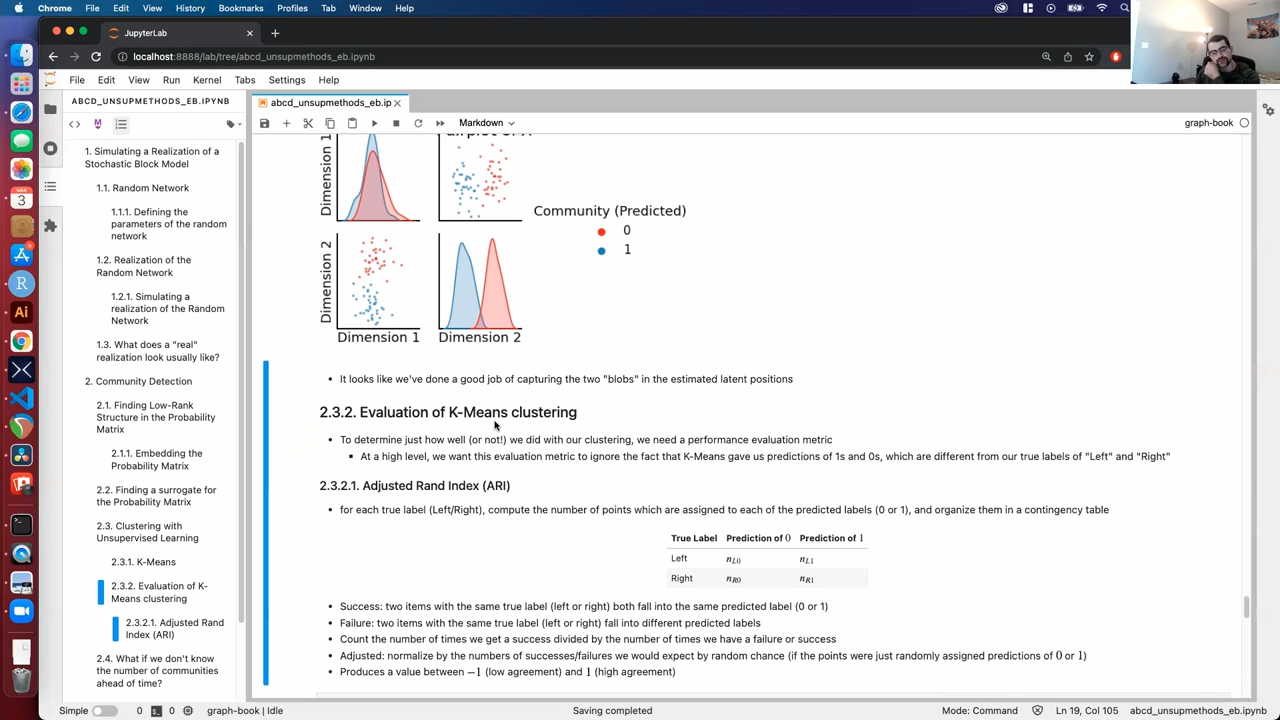 Chrome File Edit View History Bookmarks Profiles Tab Window Help
JupyterLab
localhost:8888/lab/tree/abcd_unsupmethods_eb.ipynb
File Edit View Run Kernel Tabs Settings Help
ABCD_UNSUPMETHODS_EB.IPYNB
1. Simulating a Realization of a
Stochastic Block Model
1.1. Random Network
1.1.1. Defining the
parameters of the random
network
1.2. Realization of the
Random Network
1.2.1. Simulating a
realization of the Random
Network
1.3. What does a "real"
realization look usually like?
2. Community Detection
2.1. Finding Low-Rank
Structure in the Probability
Matrix
2.1.1. Embedding the
Probability Matrix
2.2. Finding a surrogate for
the Probability Matrix
2.3. Clustering with
Unsupervised Learning
2.3.1. K-Means
2.3.2. Evaluation of K-
Means clustering
2.3.2.1. Adjusted Rand
Index (ARI)
2.4. What if we don't know
the number of communities
ahead of time?
abcd_unsupmethods_eb.ip
Markdown
graph-book
Dimension 1
Community (Predicted)
0
1
Dimension 2
Dimension 1
Dimension 2
• It looks like we've done a good job of capturing the two "blobs" in the estimated latent positions
2.3.2. Evaluation of K-Means clustering
• To determine just how well (or not!) we did with our clustering, we need a performance evaluation metric
▪ At a high level, we want this evaluation metric to ignore the fact that K-Means gave us predictions of 1s and 0s, which are different from our true labels of "Left" and "Right"
2.3.2.1. Adjusted Rand Index (ARI)
• for each true label (Left/Right), compute the number of points which are assigned to each of the predicted labels (0 or 1), and organize them in a contingency table
True Label Prediction of 0 Prediction of 1
Left n_L0 n_L1
Right n_R0 n_R1
• Success: two items with the same true label (left or right) both fall into the same predicted label (0 or 1)
• Failure: two items with the same true label (left or right) fall into different predicted labels
• Count the number of times we get a success divided by the number of times we have a failure or success
• Adjusted: normalize by the numbers of successes/failures we would expect by random chance (if the points were just randomly assigned predictions of 0 or 1)
• Produces a value between −1 (low agreement) and 1 (high agreement)
Simple 0 0 graph-book | Idle Saving completed Mode: Command Ln 19, Col 105 abcd_unsupmethods_eb.ipynb